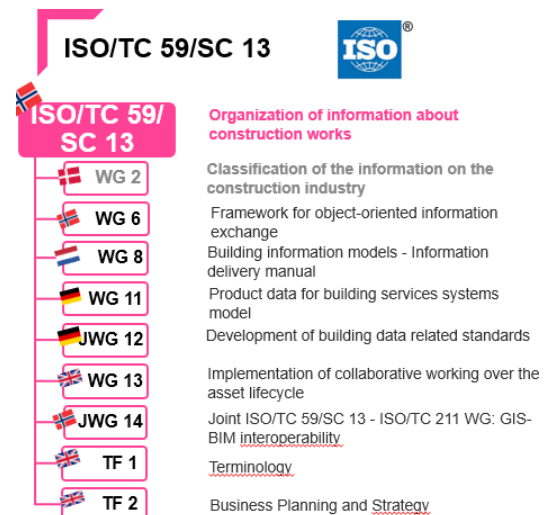 ISO/TC 59/SC 13
ISO
®
ISO/TC 59/
SC 13
Organization of information about
construction works
WG 2
Classification of the information on the
construction industry
WG 6
Framework for object-oriented information
exchange
WG 8
Building information models - Information
delivery manual
WG 11
Product data for building services systems
model
JWG 12
Development of building data related standards
WG 13
Implementation of collaborative working over the
asset lifecycle
JWG 14
Joint ISO/TC 59/SC 13 - ISO/TC 211 WG: GIS-
BIM interoperability
TF 1
Terminology
TF 2
Business Planning and Strategy